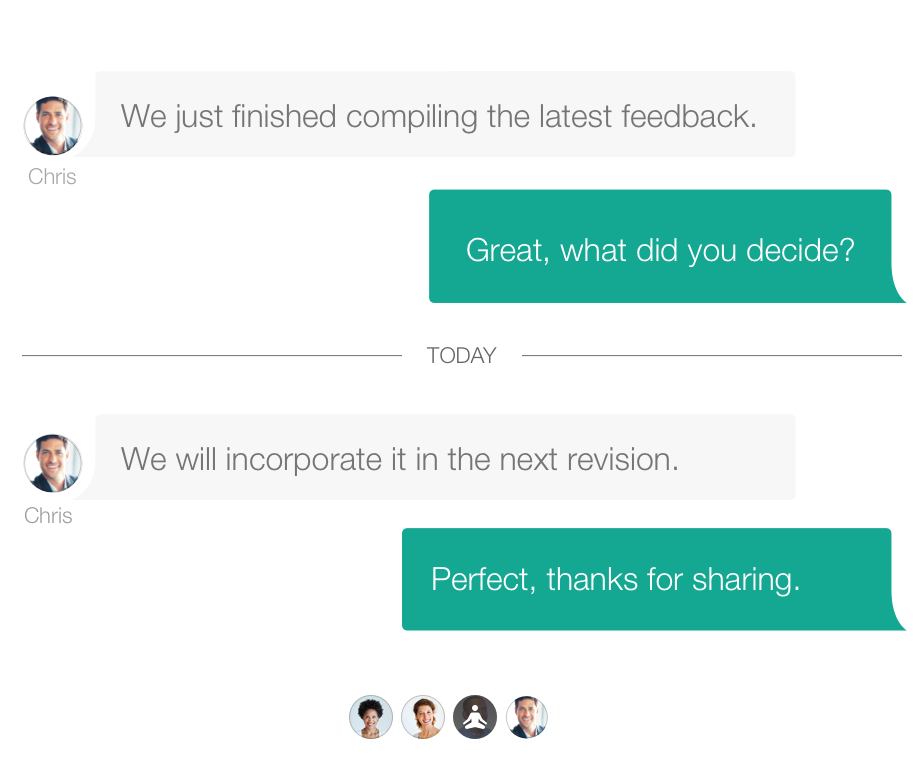 We just finished compiling the latest feedback.
Chris
Great, what did you decide?
TODAY
We will incorporate it in the next revision.
Chris
Perfect, thanks for sharing.